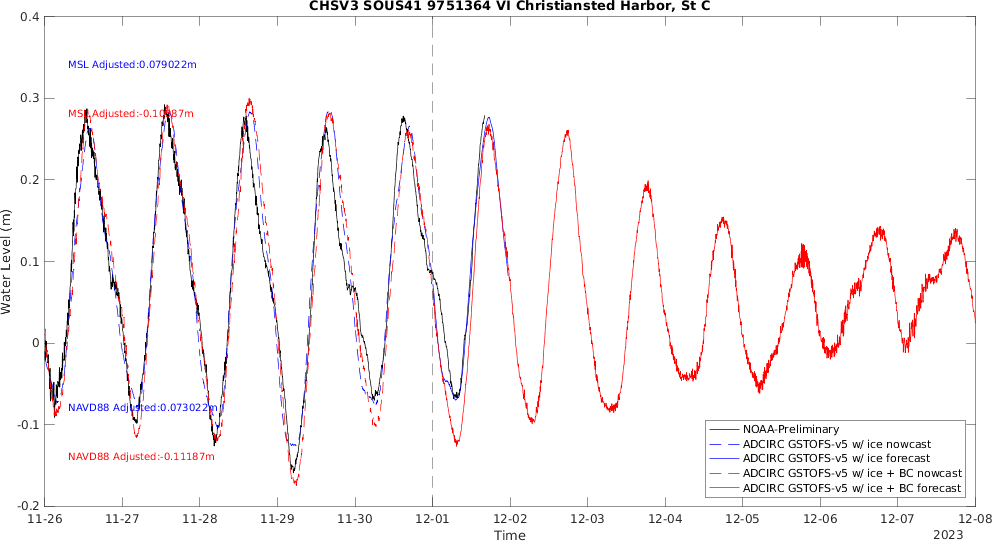 CHSV3 SOUS41 9751364 VI Christiansted Harbor, St C
0.4
0.3
0.2
0.1
0
-0.1
-0.2
Water Level (m)
MSL Adjusted:0.079022m
NAVD88 Adjusted:0.073022m
NAVD88 Adjusted:-0.11187m
NOAA-Preliminary
ADCIRC GSTOFS-v5 w/ ice nowcast
ADCIRC GSTOFS-v5 w/ ice forecast
ADCIRC GSTOFS-v5 w/ ice + BC nowcast
ADCIRC GSTOFS-v5 w/ ice + BC forecast
11-26 11-27 11-28 11-29 11-30 12-01 12-02 12-03 12-04 12-05 12-06 12-07 12-08
Time
2023